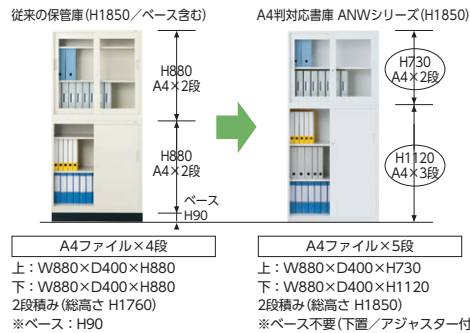 従来の保管庫(H1850/ベース含む)
H880
A4×2段
H880
A4×2段
ベース
H90
A4ファイル×4段
上：W880×D400×H880
下：W880×D400×H880
2段積み(総高さ H1760)
※ベース：H90
A4判対応書庫 ANWシリーズ(H1850)
H730
A4×2段
H1120
A4×3段
A4ファイル×5段
上：W880×D400×H730
下：W880×D400×H1120
2段積み(総高さ H1850)
※ベース不要(下置/アジャスター付